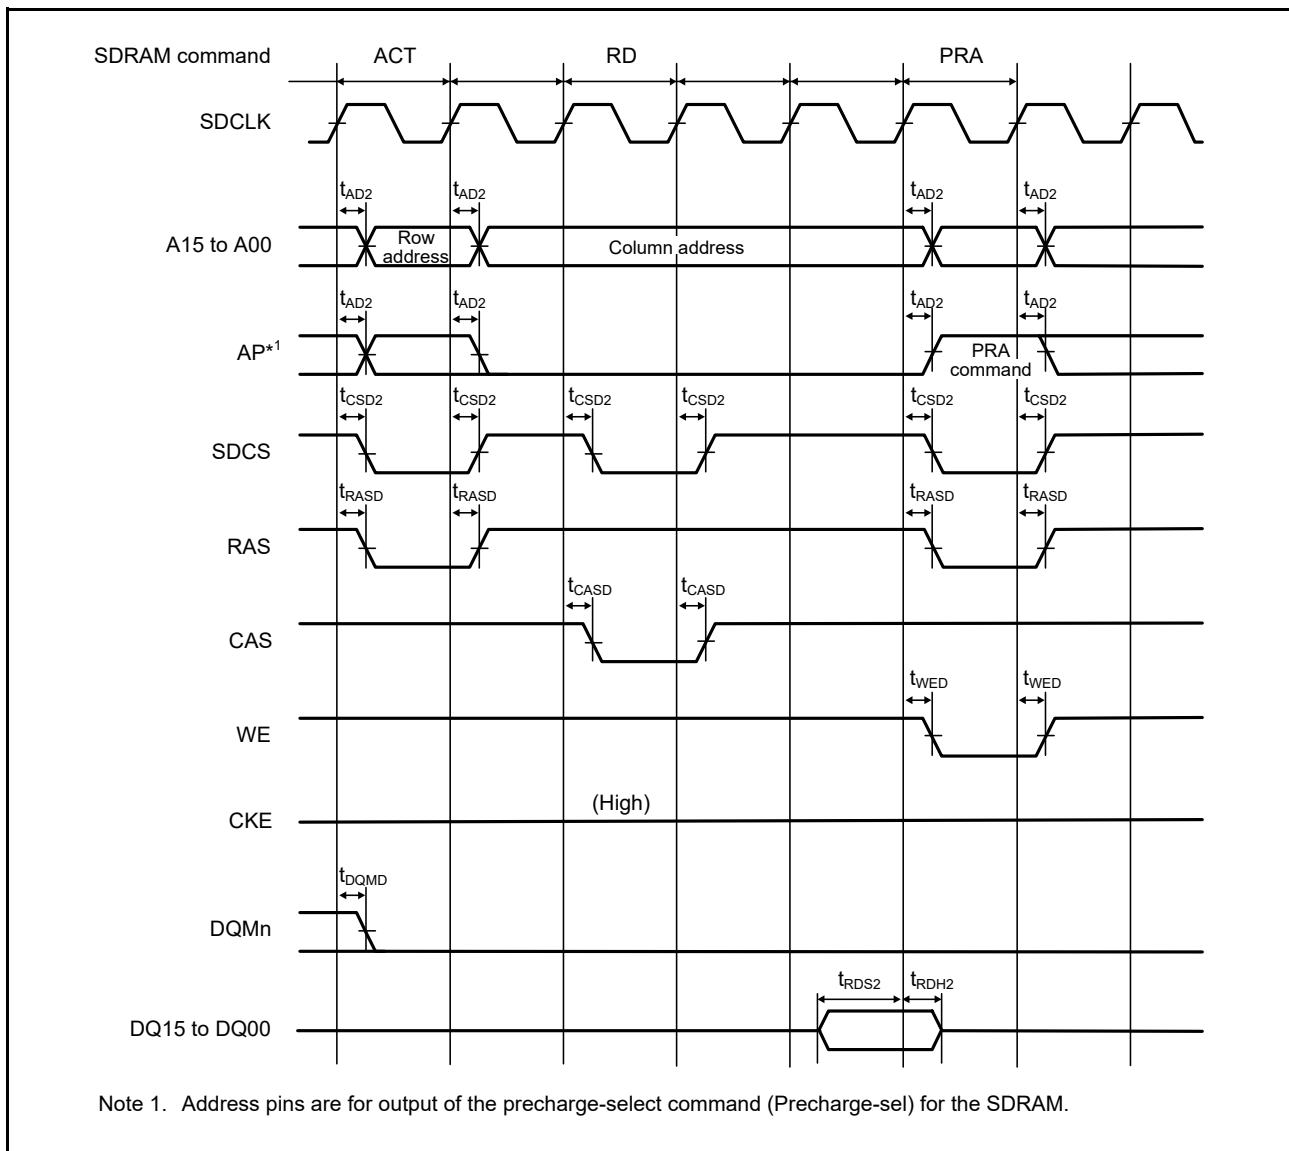 SDRAM command ACT RD PRA
SDCLK
tAD2 tAD2 tAD2 tAD2
A15 to A00 Row address Column address
tAD2 tAD2 tAD2 tAD2
AP*1 PRA command
tCSD2 tCSD2 tCSD2 tCSD2 tCSD2 tCSD2
SDCS
tRASD tRASD tRASD tRASD
RAS
tCASD tCASD
CAS
tWED tWED
WE
(High)
CKE
tDQMD
DQMn
tRDS2 tRDH2
DQ15 to DQ00
Note 1. Address pins are for output of the precharge-select command (Precharge-sel) for the SDRAM.